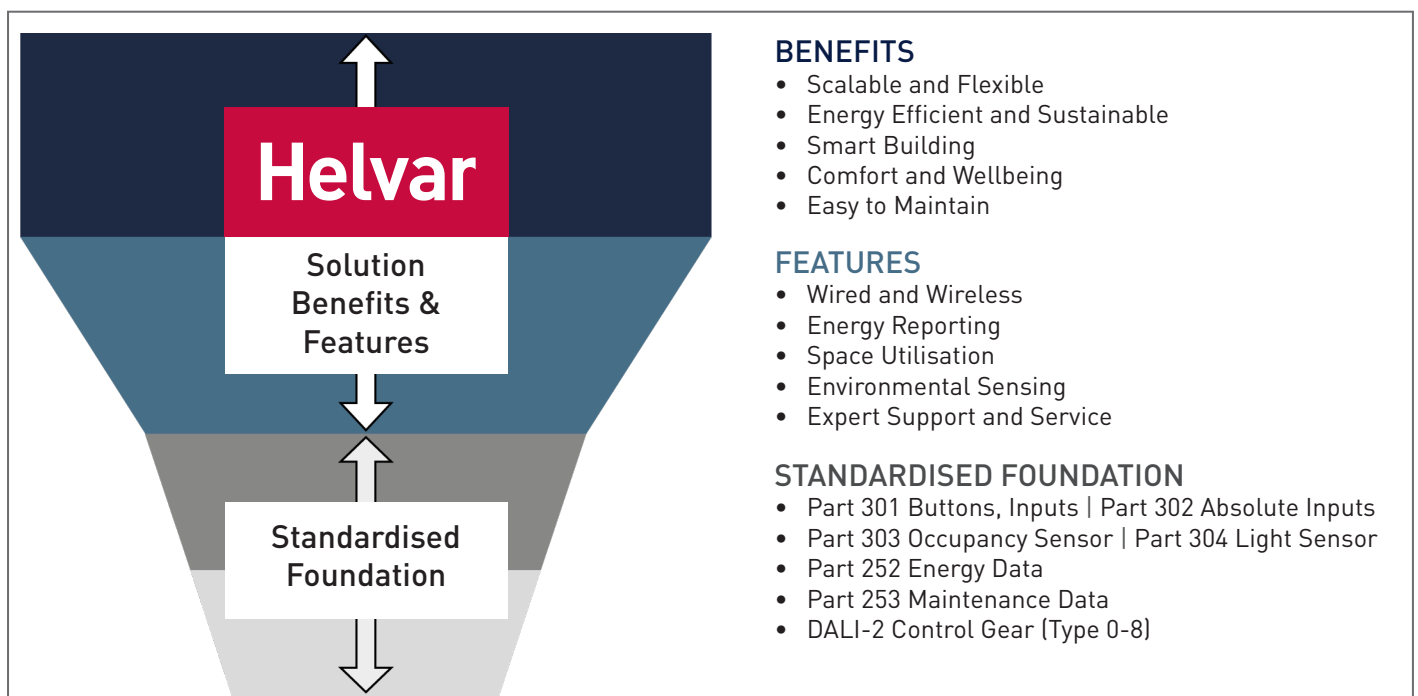 Helvar
Solution
Benefits &
Features
Standardised
Foundation
BENEFITS
• Scalable and Flexible
• Energy Efficient and Sustainable
• Smart Building
• Comfort and Wellbeing
• Easy to Maintain
FEATURES
• Wired and Wireless
• Energy Reporting
• Space Utilisation
• Environmental Sensing
• Expert Support and Service
STANDARDISED FOUNDATION
• Part 301 Buttons, Inputs | Part 302 Absolute Inputs
• Part 303 Occupancy Sensor | Part 304 Light Sensor
• Part 252 Energy Data
• Part 253 Maintenance Data
• DALI-2 Control Gear (Type 0-8)